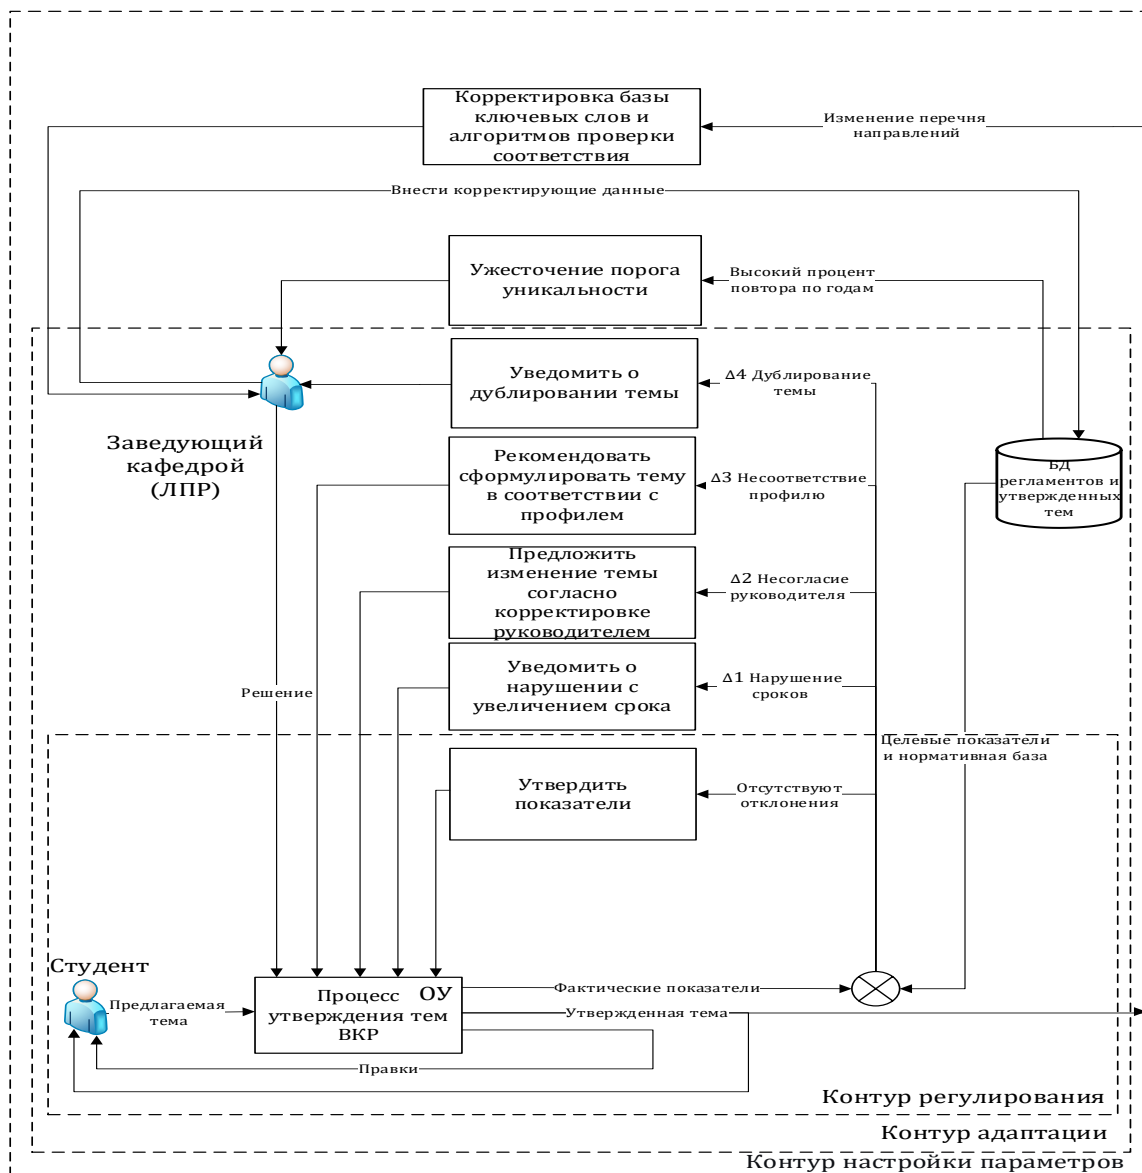 Корректировка базы
ключевых слов и
алгоритмов проверки
соответствия
Изменение перечня
направлений
Внести корректирующие данные
Ужесточение порога
уникальности
Высокий процент
повтора по годам
Уведомить о
дублировании темы
Δ4 Дублирование
темы
Заведующий
кафедрой
(ЛПР)
Рекомендовать
сформулировать тему
в соответствии с
профилем
Δ3 Несоответствие
профилю
БД
регламентов и
утвержденных
тем
Предложить
изменение темы
согласно
корректировке
руководителем
Δ2 Несогласие
руководителя
Уведомить о
нарушении с
увеличением срока
Δ1 Нарушение
сроков
Решение
Целевые показатели
и нормативная база
Утвердить
показатели
Отсутствуют
отклонения
Студент
Предлагаемая
тема
Процесс
утверждения тем
ВКР
ОУ
Фактические показатели
Утвержденная тема
Правки
Контур регулирования
Контур адаптации
Контур настройки параметров